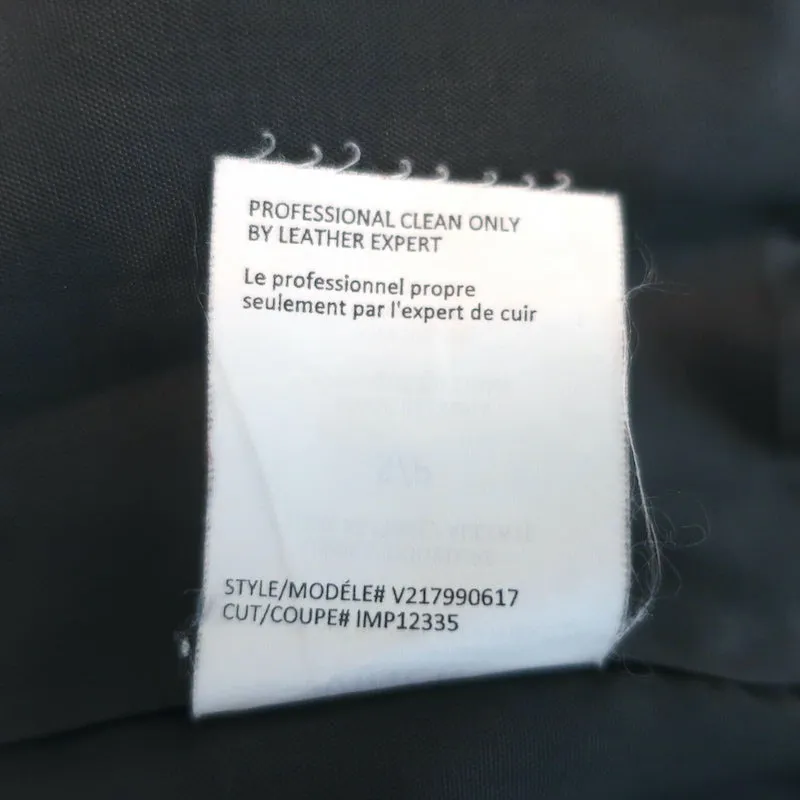 PROFESSIONAL CLEAN ONLY
BY LEATHER EXPERT
Le professionnel propre
seulement par l'expert de cuir
STYLE/MODÉLE# V217990617
CUT/COUPE# IMP12335